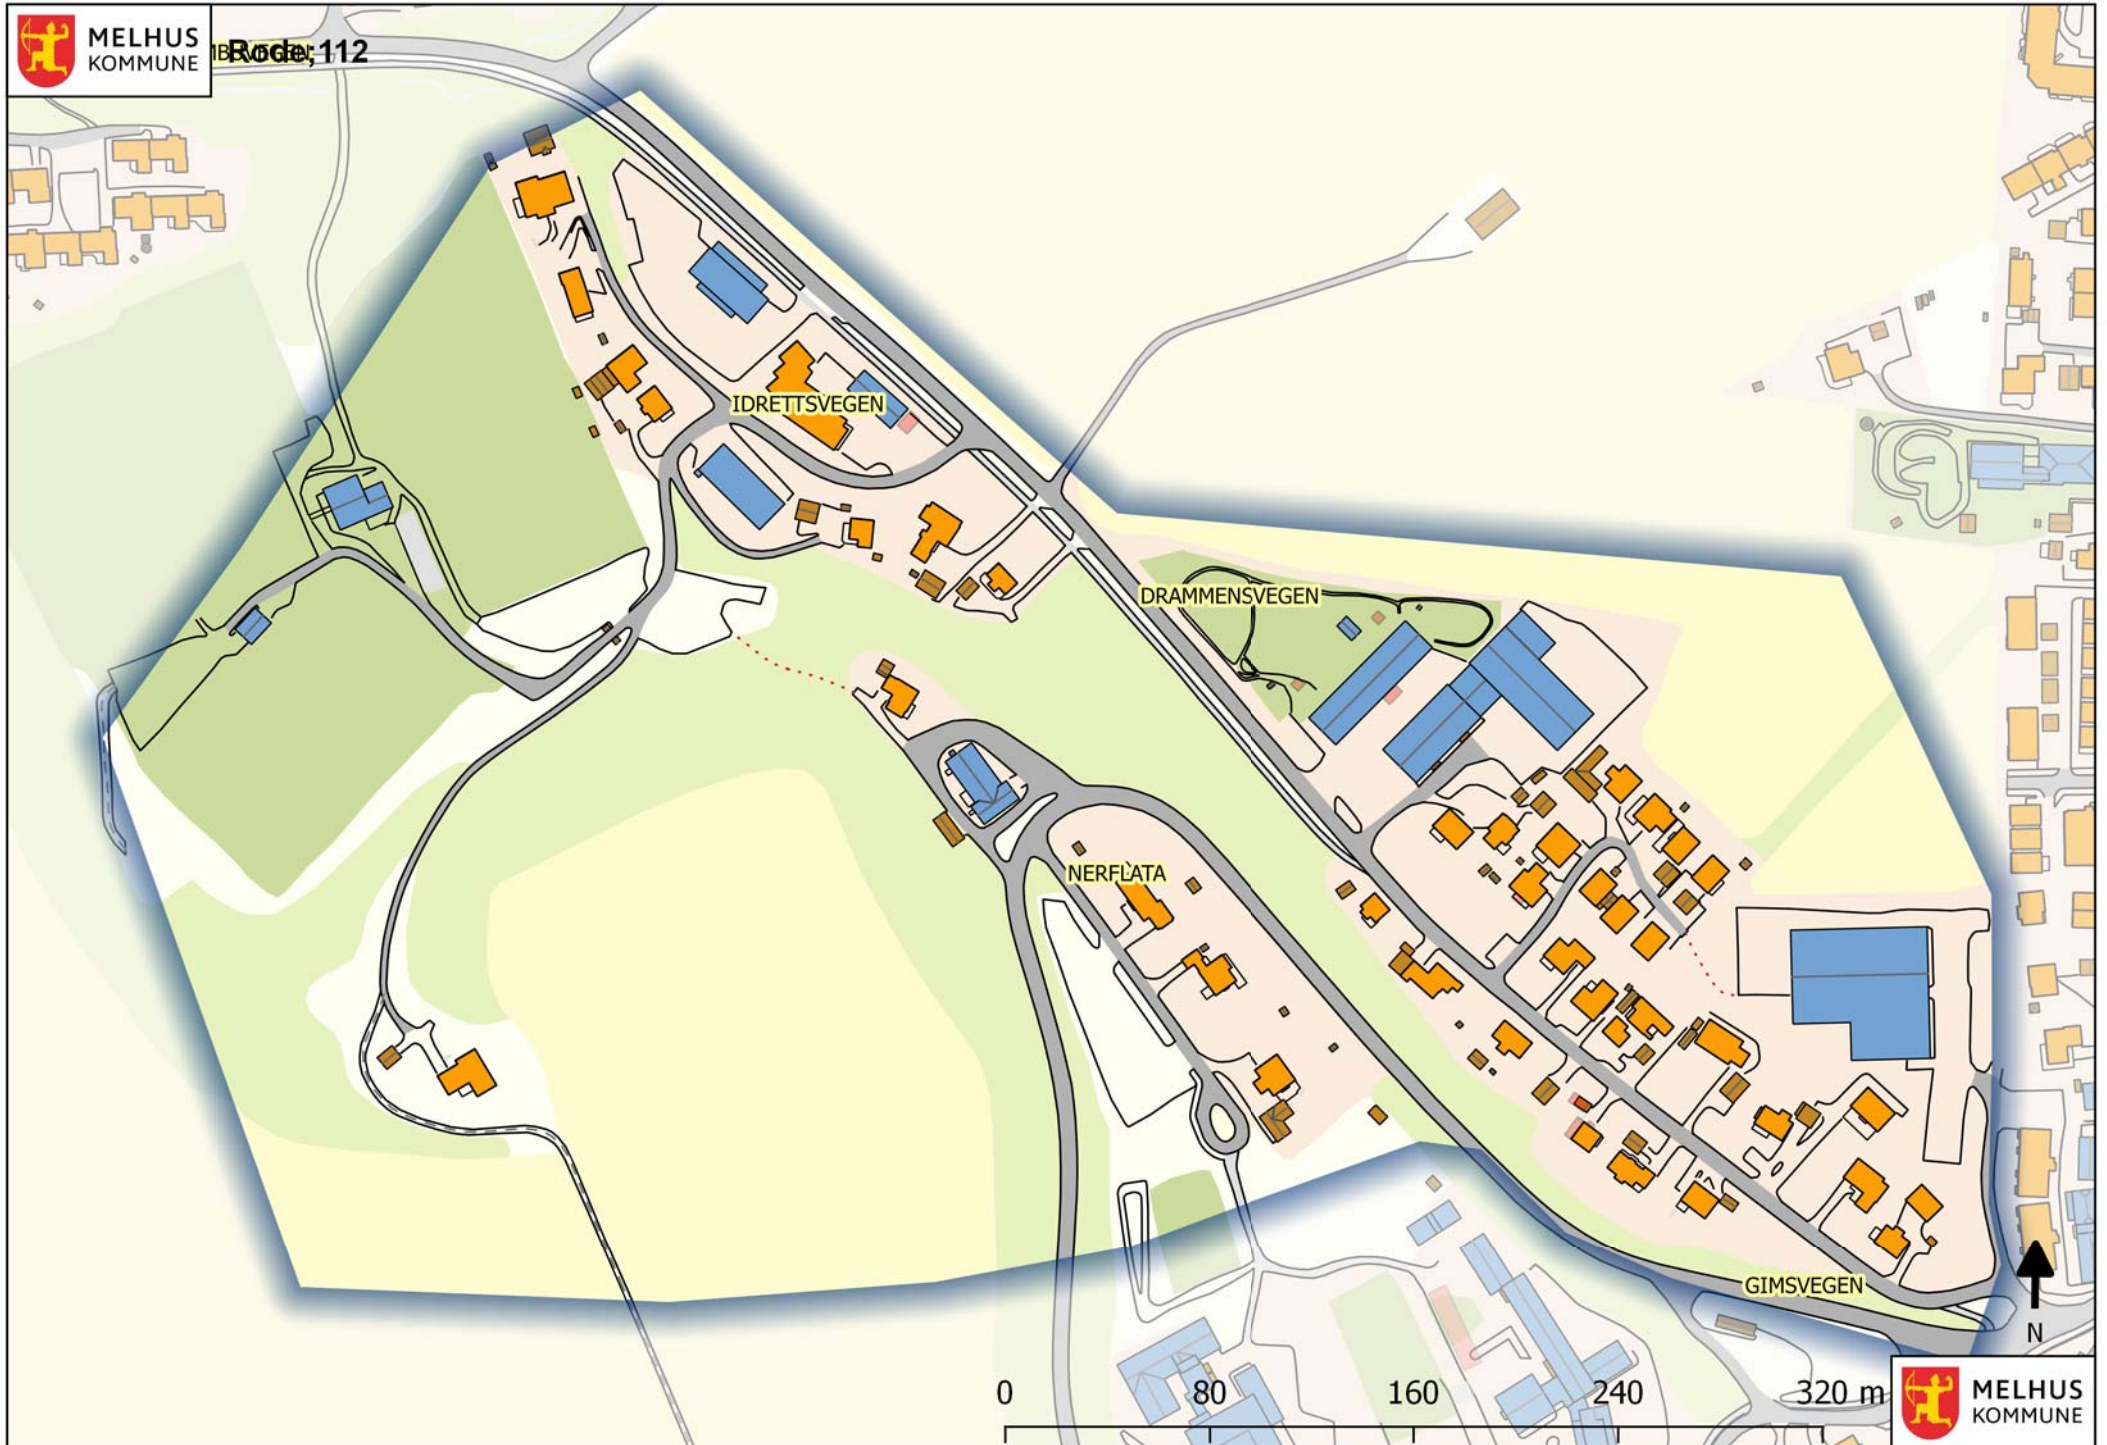 MELHUS
KOMMUNE
Rode;112
IDRETTSVEGEN
DRAMMENSVEGEN
NERFLATA
GIMSVEGEN
N
0 80 160 240 320 m
MELHUS
KOMMUNE